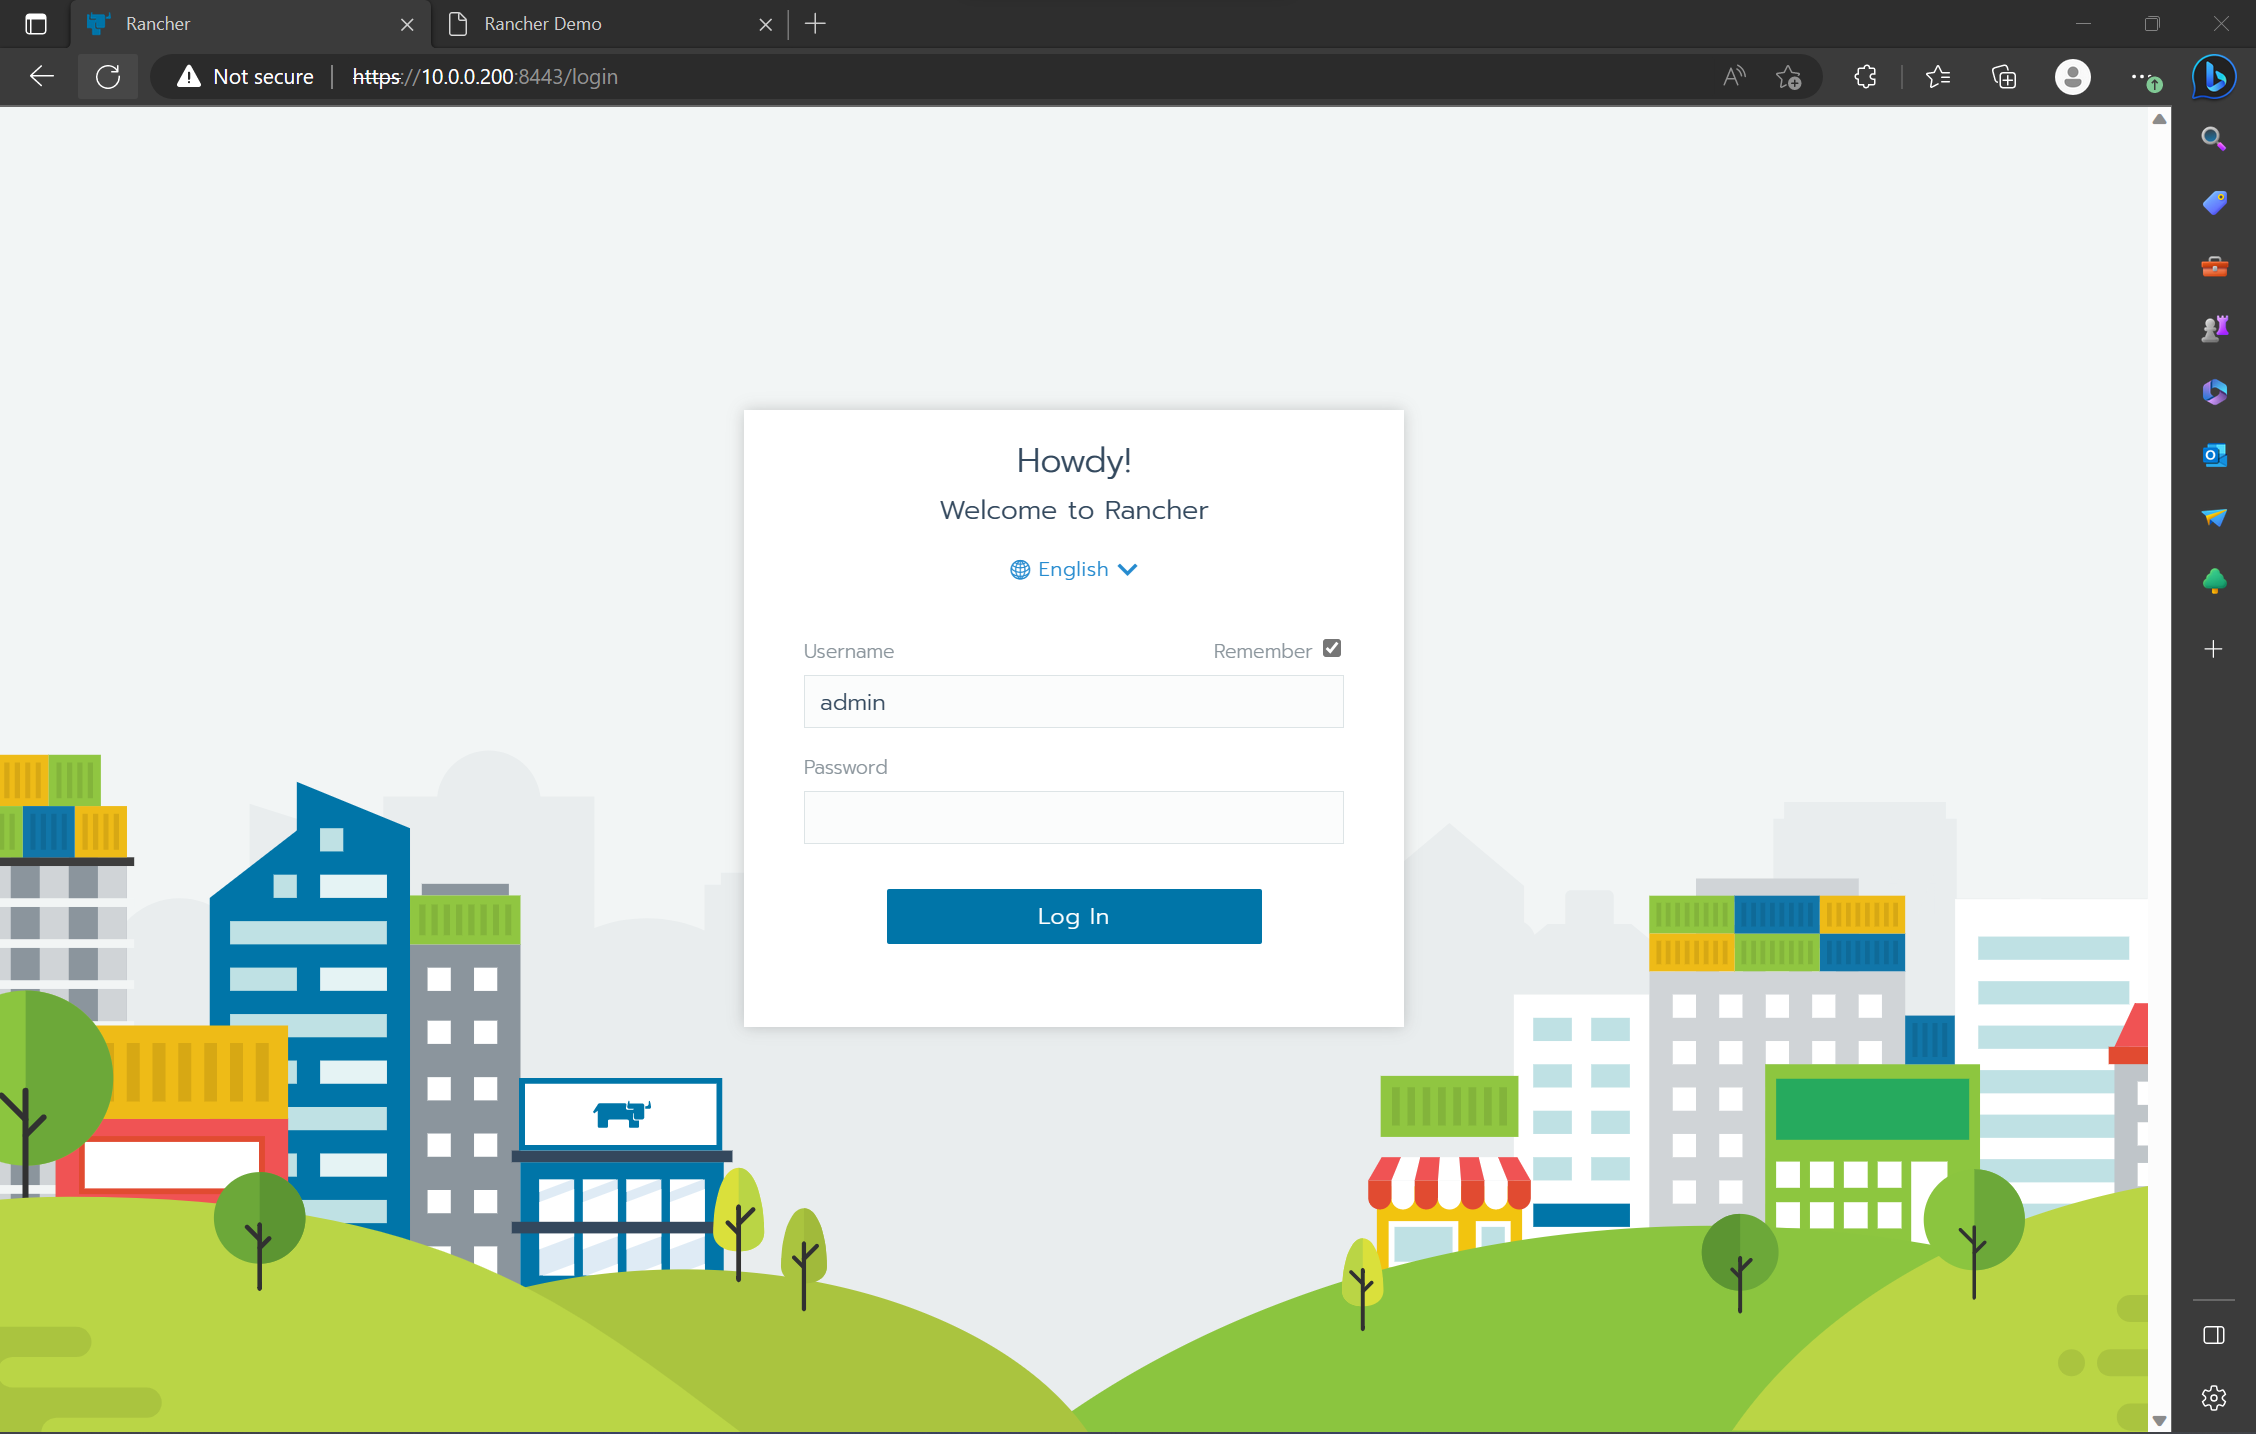 Rancher
Rancher Demo
Not secure
https://10.0.0.200:8443/login
Howdy!
Welcome to Rancher
English
Username
Remember
admin
Password
Log In